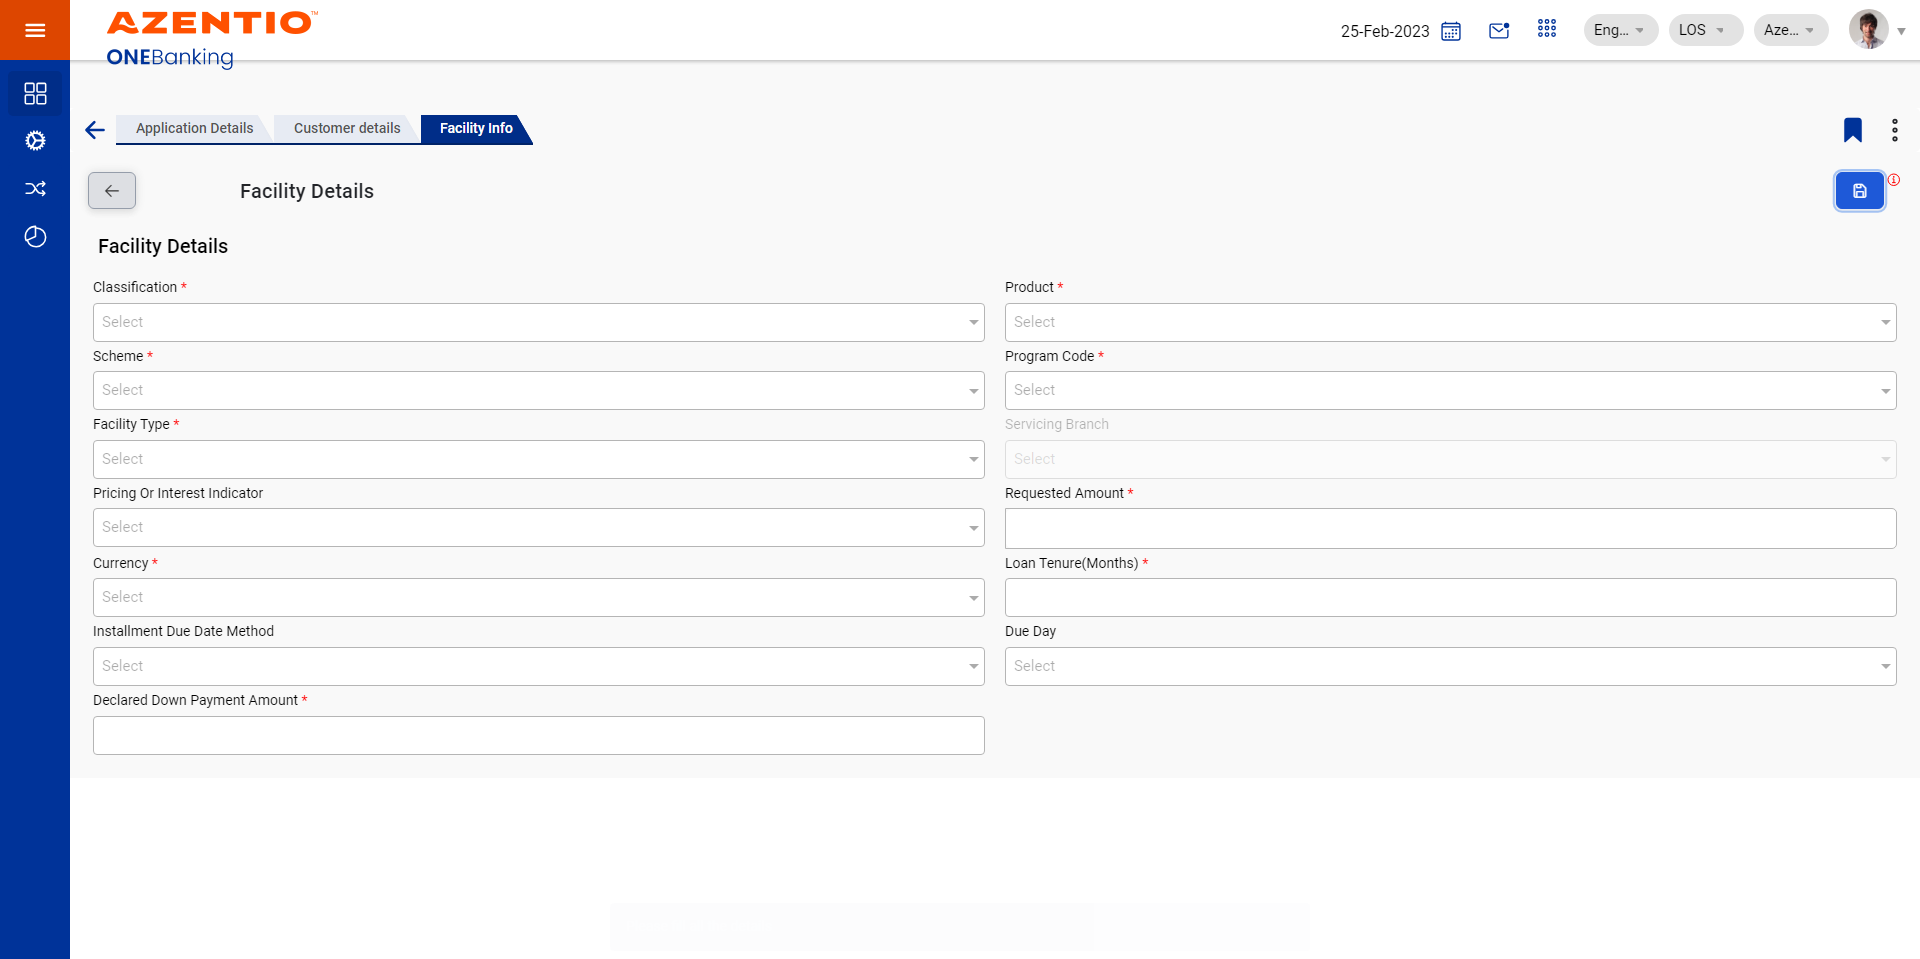 AZENTIO™
ONEBanking
25-Feb-2023
Eng...
LOS
Aze...
Application Details
Customer details
Facility Info
Facility Details
Facility Details
Classification *
Product *
Select
Select
Scheme *
Program Code *
Select
Select
Facility Type *
Servicing Branch
Select
Select
Pricing Or Interest Indicator
Requested Amount *
Select
Currency *
Loan Tenure(Months) *
Select
Installment Due Date Method
Due Day
Select
Select
Declared Down Payment Amount *